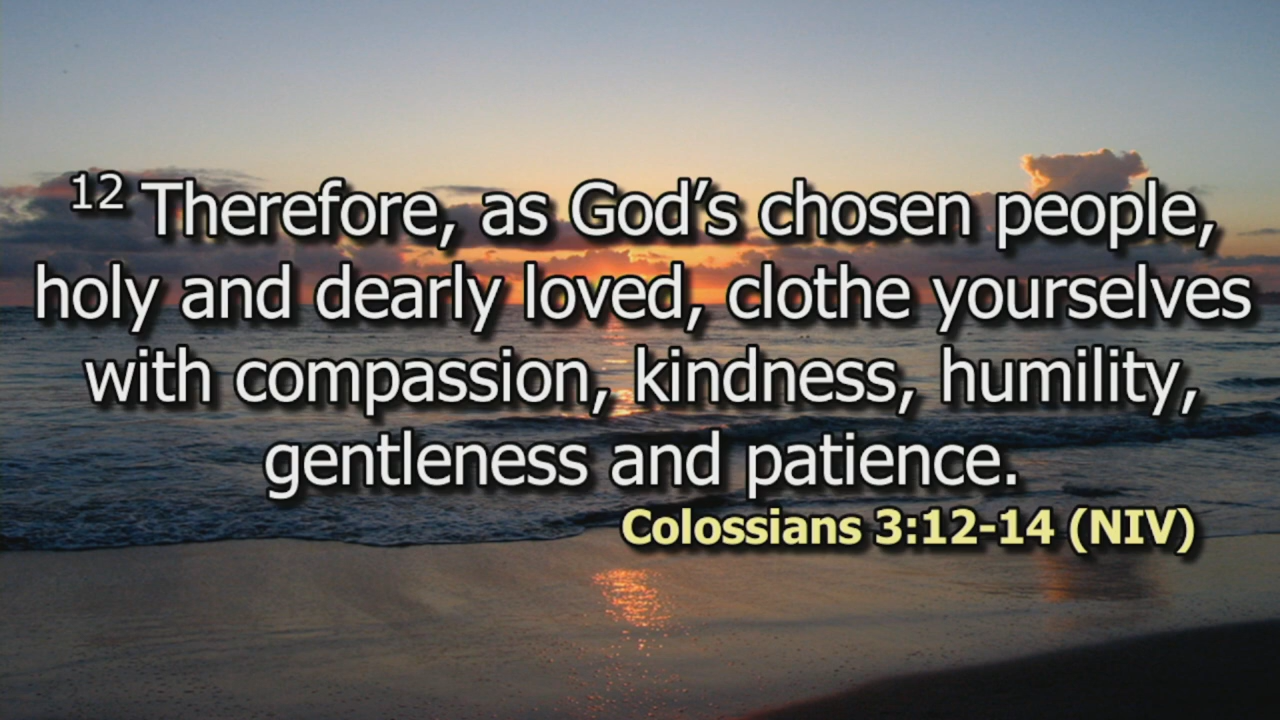 12 Therefore, as God’s chosen people,
holy and dearly loved, clothe yourselves
with compassion, kindness, humility,
gentleness and patience.
Colossians 3:12-14 (NIV)